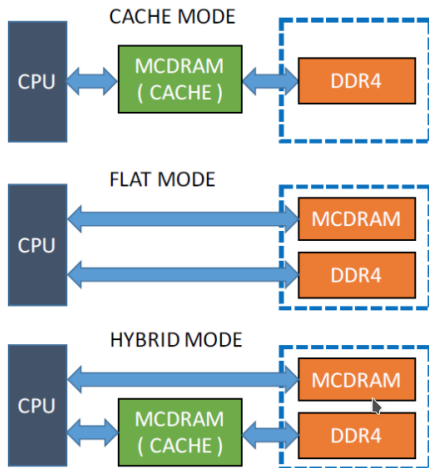 CACHE MODE
CPU
MCDRAM
( CACHE )
DDR4
FLAT MODE
CPU
MCDRAM
DDR4
HYBRID MODE
CPU
MCDRAM
MCDRAM
( CACHE )
DDR4